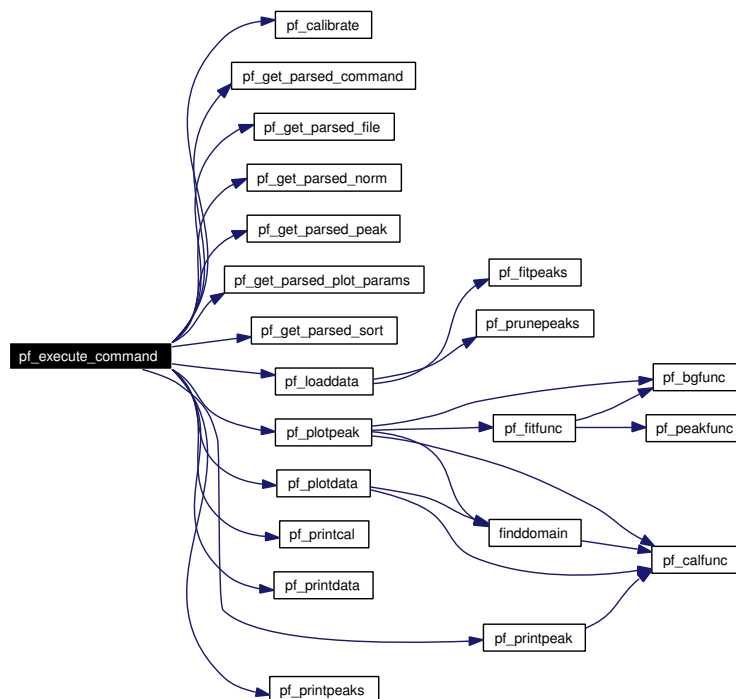 pf_calibrate
pf_get_parsed_command
pf_get_parsed_file
pf_get_parsed_norm
pf_get_parsed_peak
pf_get_parsed_plot_params
pf_fitpeaks
pf_get_parsed_sort
pf_prunepeaks
pf_execute_command
pf_loaddata
pf_bgfunc
pf_plotpeak
pf_fitfunc
pf_peakfunc
pf_plotdata
pf_printcal
finddomain
pf_calfunc
pf_printdata
pf_printpeak
pf_printpeaks